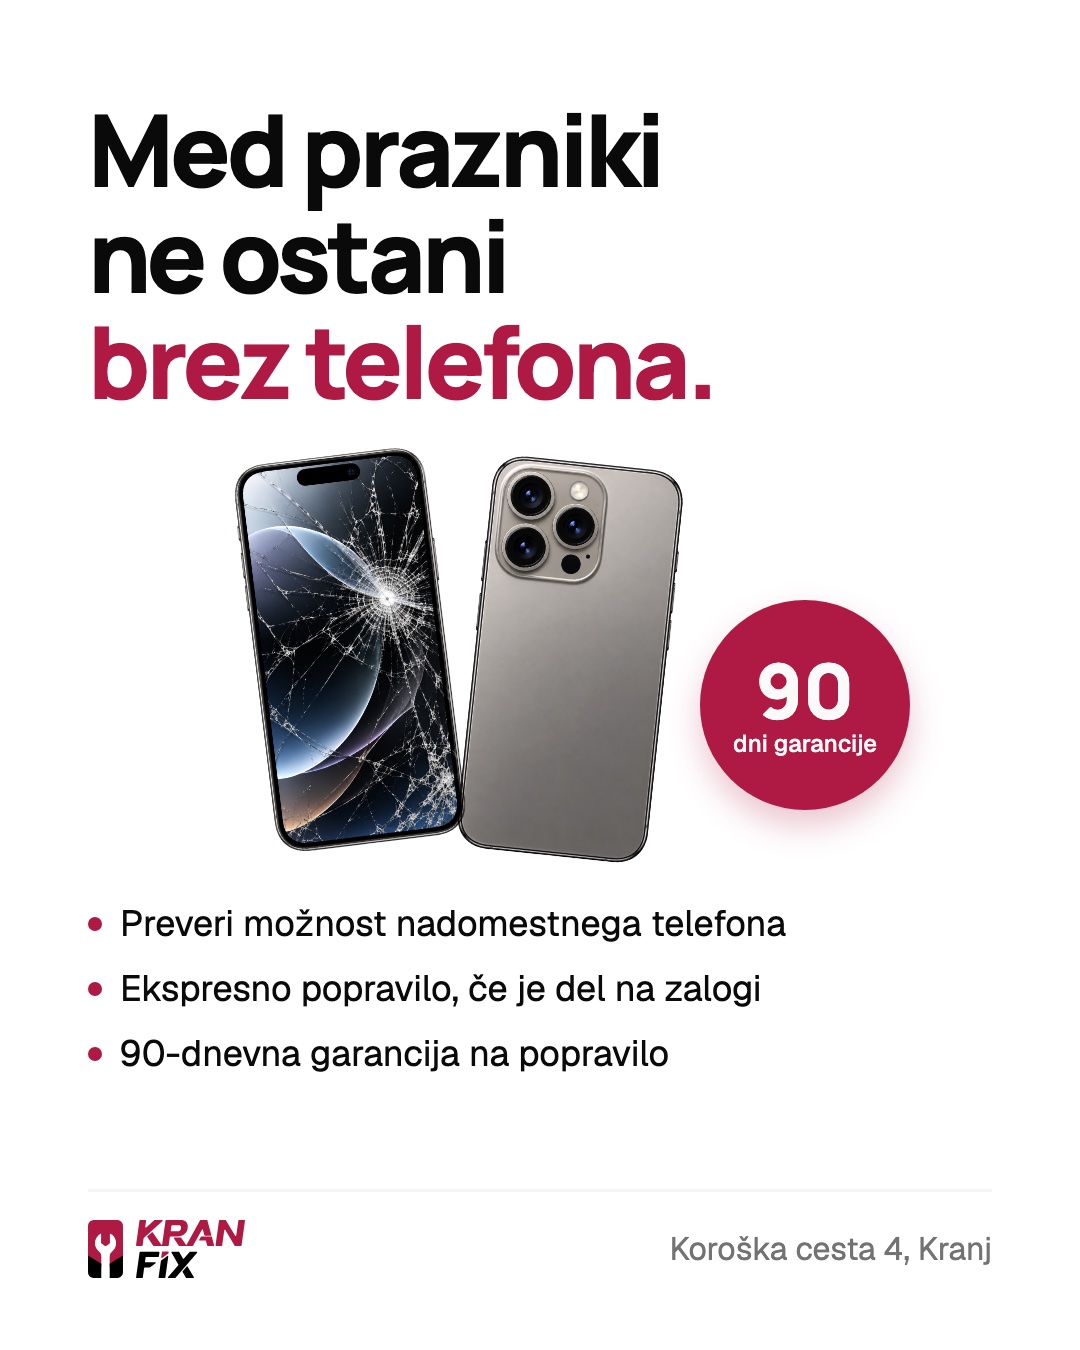 Med prazniki
ne ostani
brez telefona.
90
dni garancije
Preveri možnost nadomestnega telefona
Ekspresno popravilo, če je del na zalogi
90-dnevna garancija na popravilo
KRAN
FIX
Koroška cesta 4, Kranj